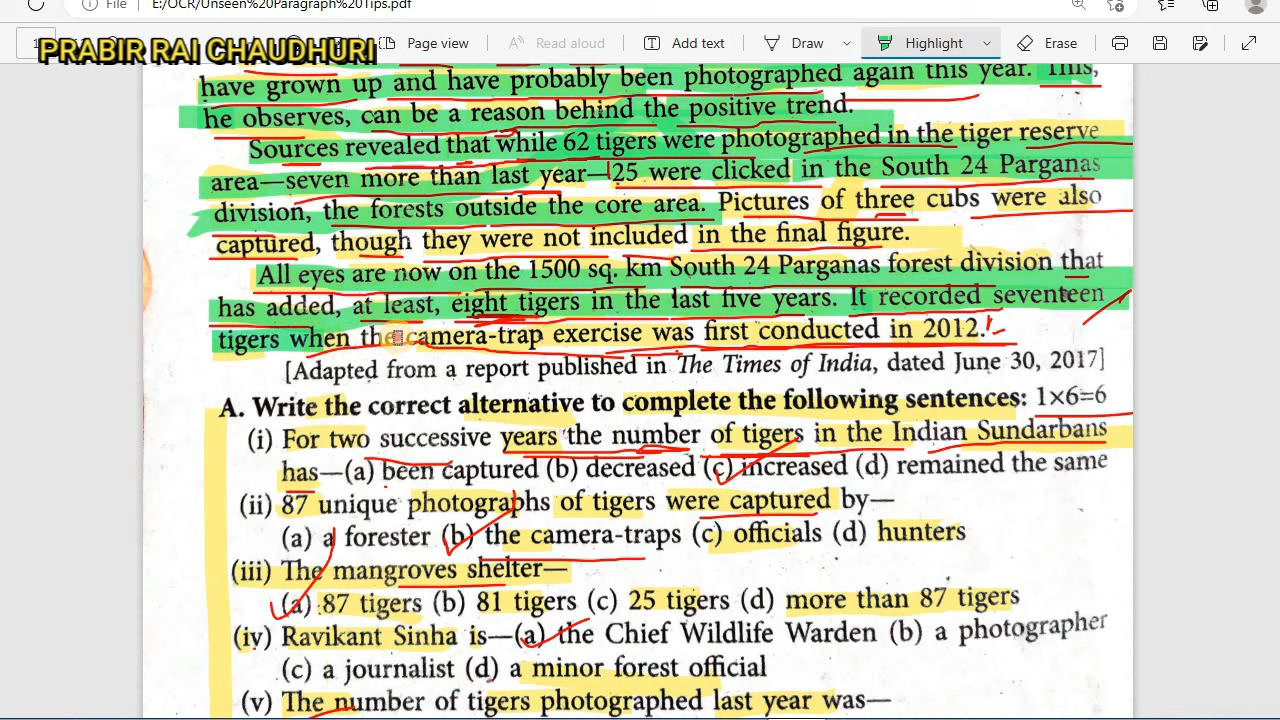 File | E:/OCR/Unseen%20Paragraph%20Tips.pdf
PRABIR RAI CHAUDHURI
Page view | Read aloud | Add text | Draw | Highlight | Erase
have grown up and have probably been photographed again this year. This,
he observes, can be a reason behind the positive trend.
Sources revealed that while 62 tigers were photographed in the tiger reserve
area—seven more than last year—25 were clicked in the South 24 Parganas
division, the forests outside the core area. Pictures of three cubs were also
captured, though they were not included in the final figure.
All eyes are now on the 1500 sq. km South 24 Parganas forest division that
has added, at least, eight tigers in the last five years. It recorded seventeen
tigers when the camera-trap exercise was first conducted in 2012.
[Adapted from a report published in The Times of India, dated June 30, 2017]
A. Write the correct alternative to complete the following sentences: 1×6=6
(i) For two successive years the number of tigers in the Indian Sundarbans
has—(a) been captured (b) decreased (c) increased (d) remained the same
(ii) 87 unique photographs of tigers were captured by—
(a) a forester (b) the camera-traps (c) officials (d) hunters
(iii) The mangroves shelter—
(a) 87 tigers (b) 81 tigers (c) 25 tigers (d) more than 87 tigers
(iv) Ravikant Sinha is—(a) the Chief Wildlife Warden (b) a photographer
(c) a journalist (d) a minor forest official
(v) The number of tigers photographed last year was—